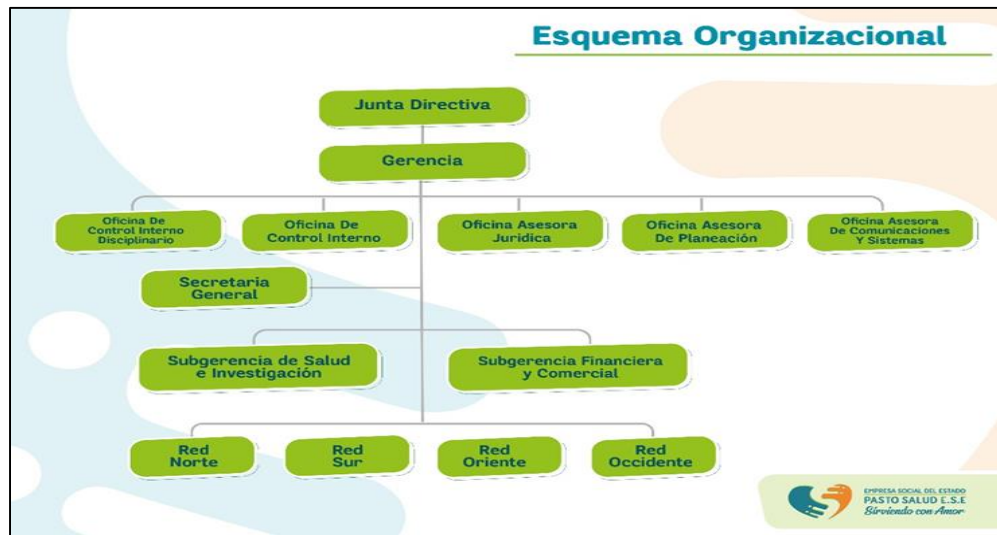 Esquema Organizacional
Junta Directiva
Gerencia
Oficina De
Control Interno
Disciplinario
Oficina De
Control Interno
Oficina Asesora
Juridica
Oficina Asesora
De Planeación
Oficina Asesora
De Comunicaciones
Y Sistemas
Secretaria
General
Subgerencia de Salud
e Investigación
Subgerencia Financiera
y Comercial
Red
Norte
Red
Sur
Red
Oriente
Red
Occidente
EMPRESA SOCIAL DEL ESTADO
PASTO SALUD E.S.E
Sirviendo con Amor